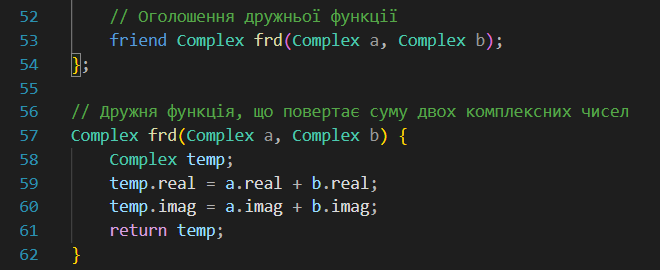 52 // Оголошення дружньої функції
53 friend Complex frd(Complex a, Complex b);
54 };
55
56 // Дружня функція, що повертає суму двох комплексних чисел
57 Complex frd(Complex a, Complex b) {
58 Complex temp;
59 temp.real = a.real + b.real;
60 temp.imag = a.imag + b.imag;
61 return temp;
62 }